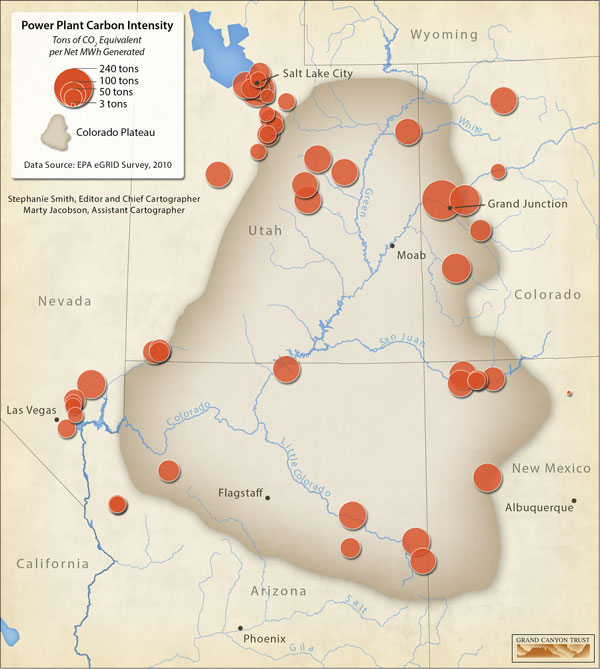 Power Plant Carbon Intensity
Tons of CO2 Equivalent
per Net MWh Generated
240 tons
100 tons
50 tons
3 tons
Colorado Plateau
Data Source: EPA eGRID Survey, 2010
Stephanie Smith, Editor and Chief Cartographer
Marty Jacobson, Assistant Cartographer
Wyoming
Salt Lake City
White
Green
Grand Junction
Utah
Moab
Nevada
Colorado
San Juan
Las Vegas
Colorado
Little Colorado
New Mexico
Flagstaff
Albuquerque
California
Arizona
Salt
Phoenix
Gila
GRAND CANYON TRUST